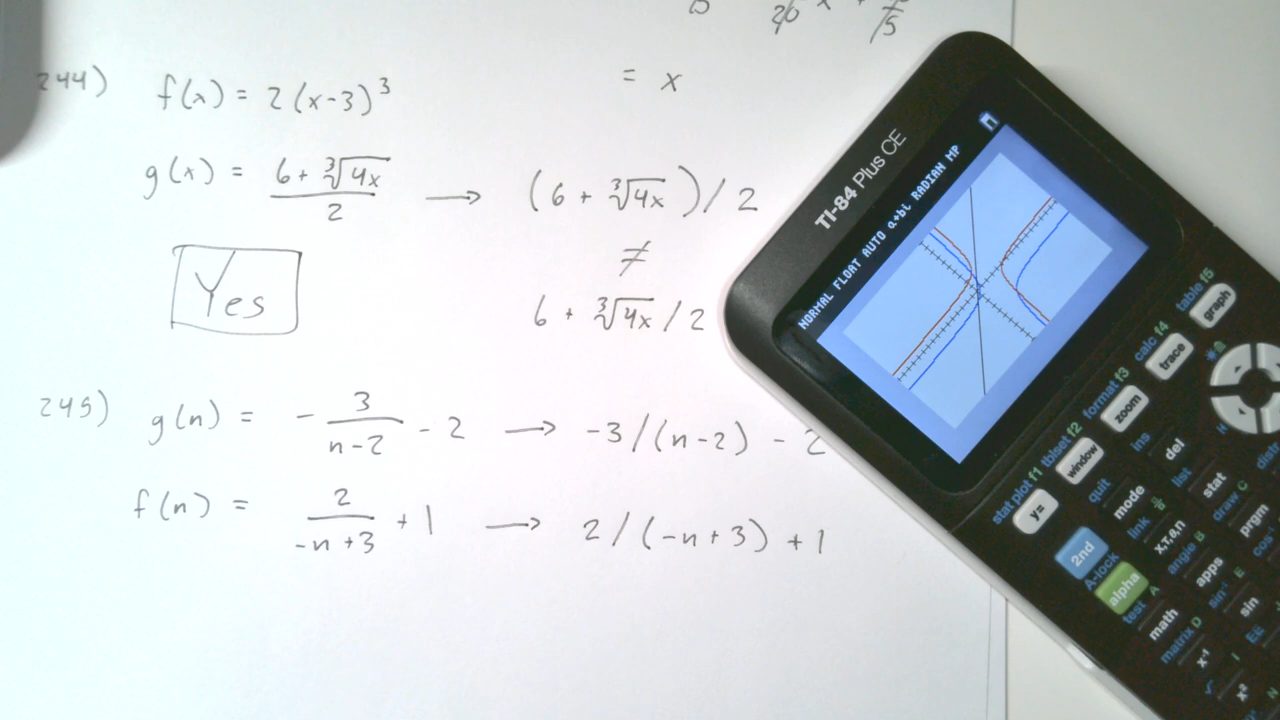 244) f(x) = 2(x-3)³
= x
g(x) = (6 + ∛4x)/2 → (6 + ∛4x)/2
≠
6 + ∛4x/2
Yes
245) g(n) = -3/(n-2) - 2 → -3/(n-2) - 2
f(n) = 2/(-n+3) + 1 → 2/(-n+3) + 1
TI-84 Plus CE
NORMAL FLOAT AUTO a+bi RADIAN MP
stat plot f1 tblset f2 format f3 calc f4 table f5
y= window zoom trace graph
quit ins
2nd mode del
A-lock link list
alpha x,T,θ,n stat
test A angle B draw C distr
math apps prgm
matrix D sin⁻¹ E cos⁻¹
x⁻¹ sin
√ I EE J
x² N